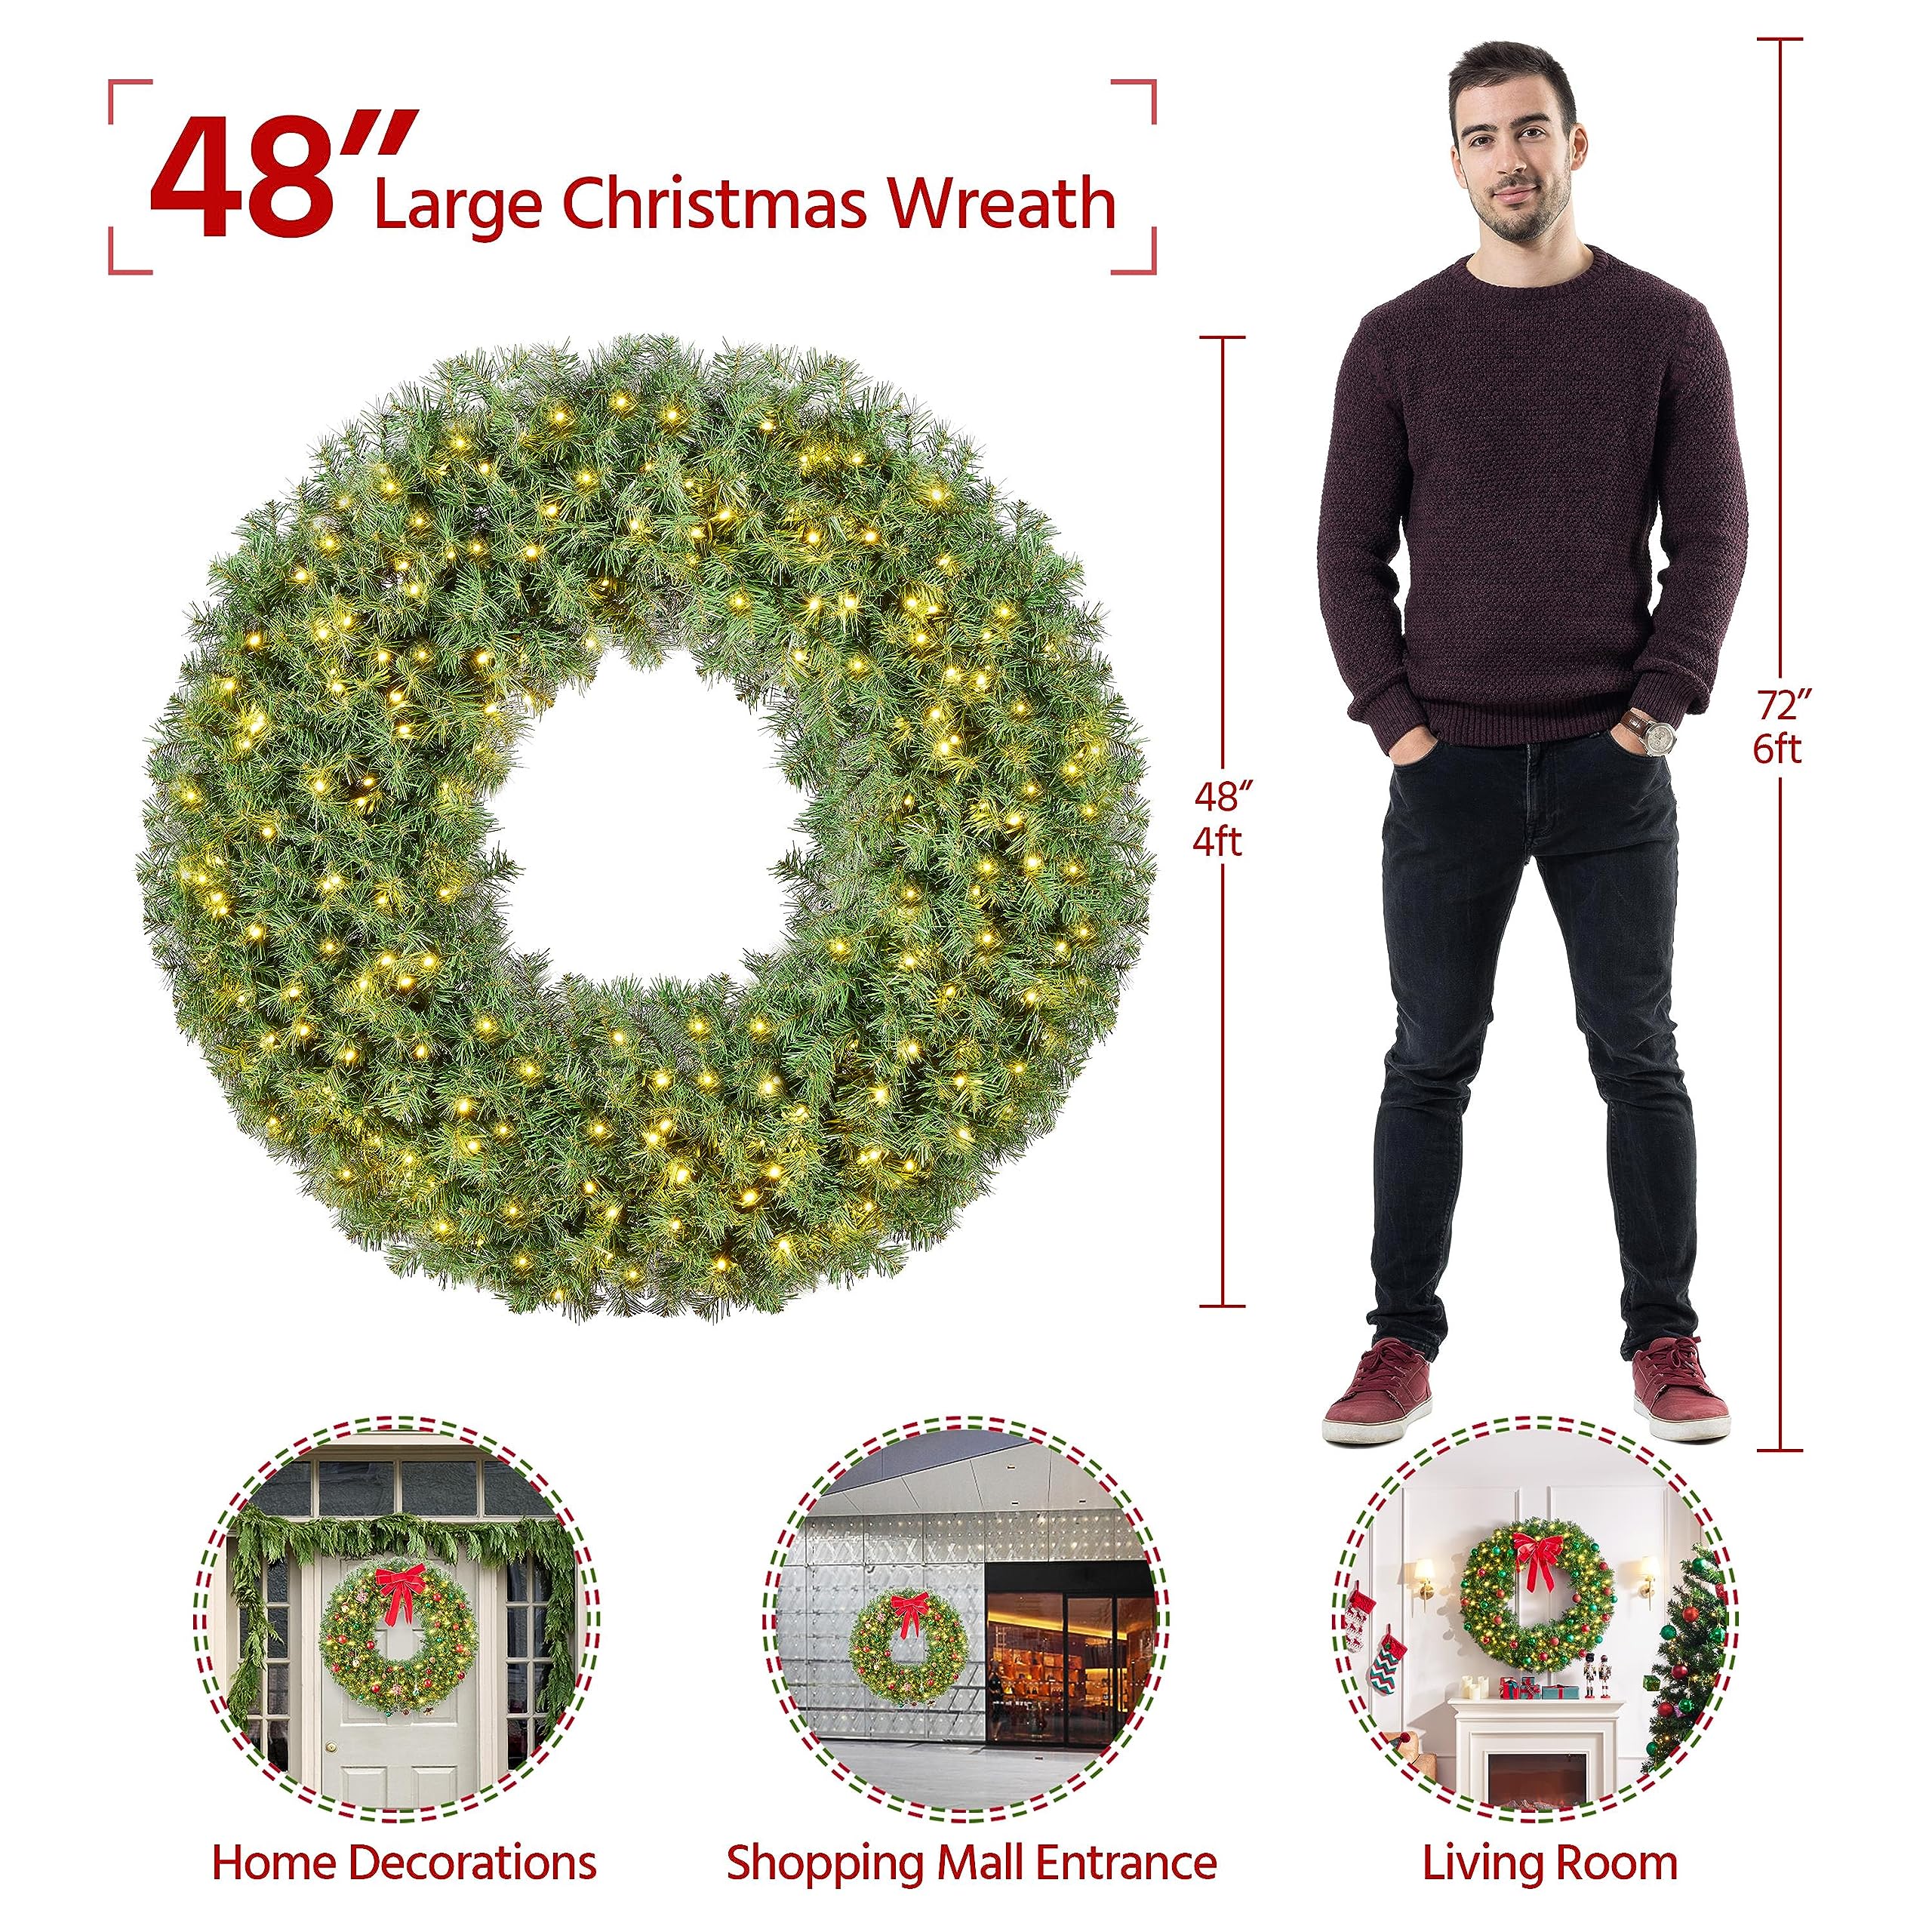 48″ Large Christmas Wreath
72″
6ft
48″
4ft
Home Decorations
Shopping Mall Entrance
Living Room